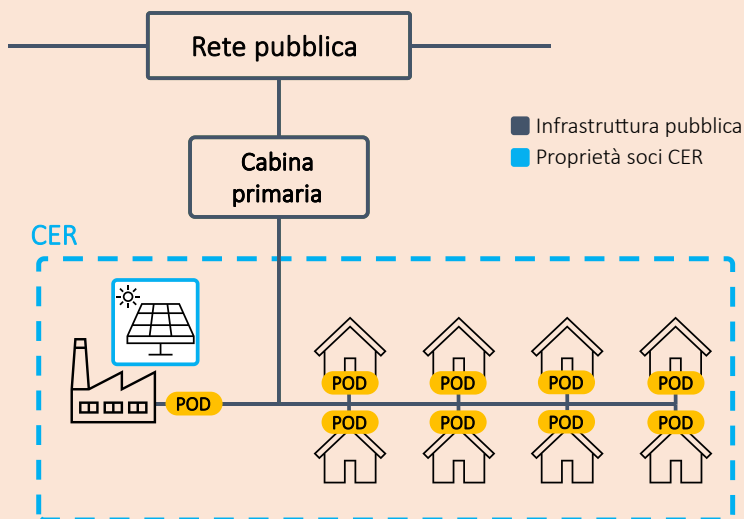 Rete pubblica
Infrastruttura pubblica
Proprietà soci CER
Cabina
primaria
CER
POD POD POD POD
POD
POD POD POD POD